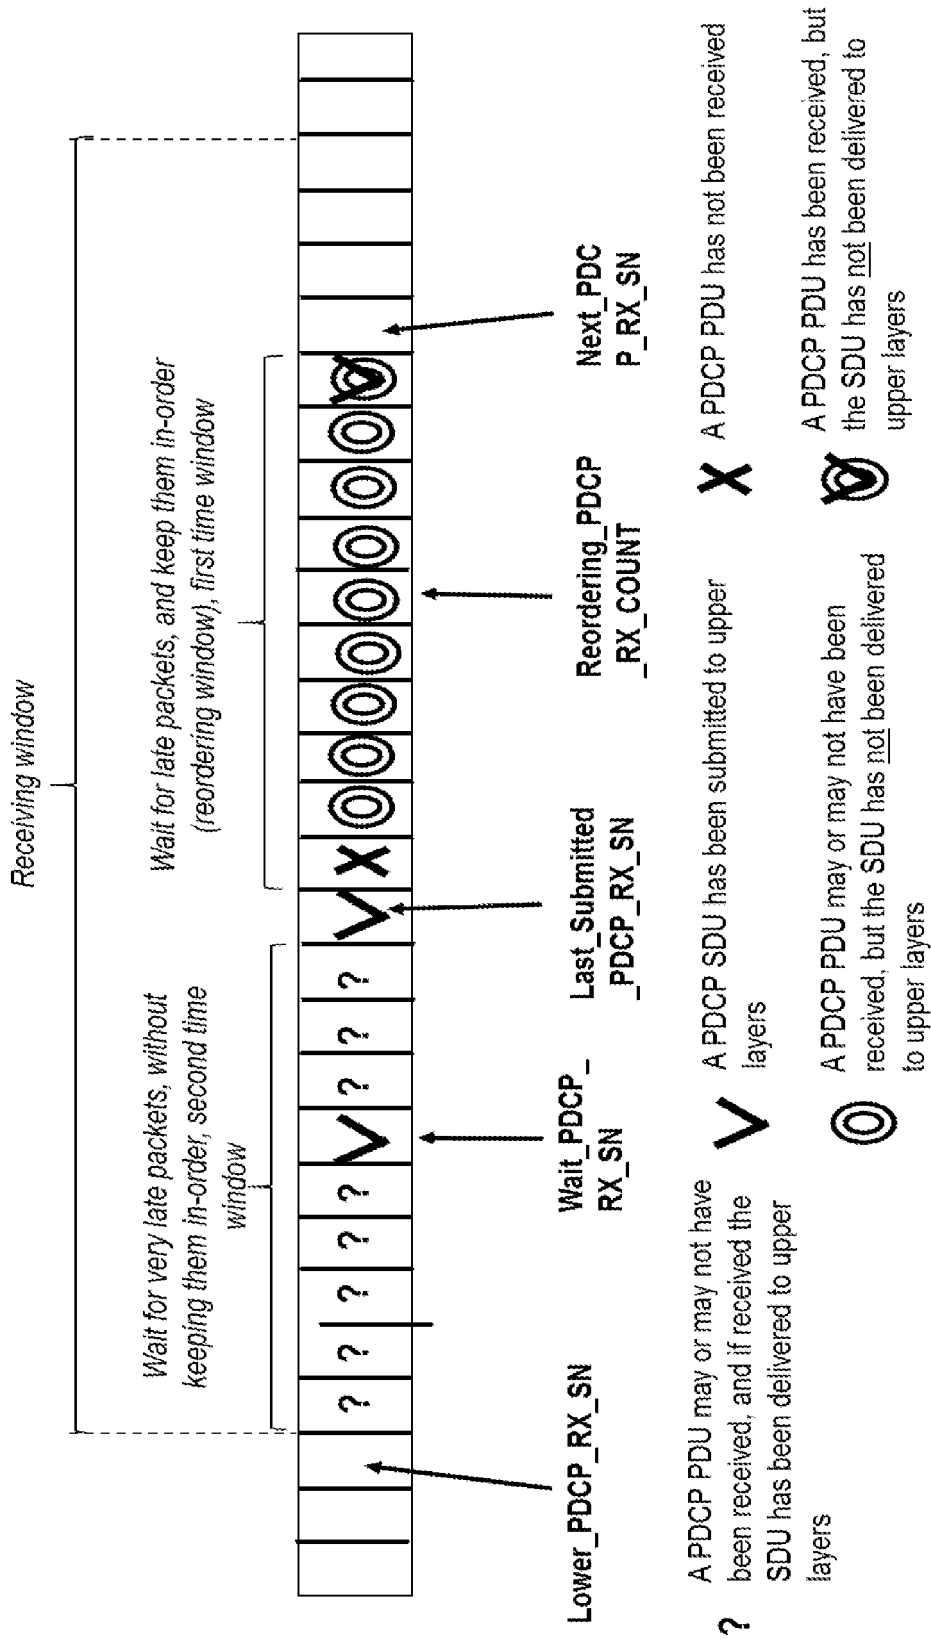 Receiving window
Wait for very late packets, without
keeping them in-order, second time
window
Wait for late packets, and keep them in-order
(reordering window), first time window
? ? ? ? ? V ? ? ? V X V
Lower_PDCP_RX_SN
Wait_PDCP_
RX_SN
Last_Submitted
_PDCP_RX_SN
Reordering_PDCP
_RX_COUNT
Next_PDC
P_RX_SN
? A PDCP PDU may or may not have
been received, and if received the
SDU has been delivered to upper
layers
V A PDCP SDU has been submitted to upper
layers
X A PDCP PDU has not been received
A PDCP PDU may or may not have been
received, but the SDU has not been delivered
to upper layers
V A PDCP PDU has been received, but
the SDU has not been delivered to
upper layers